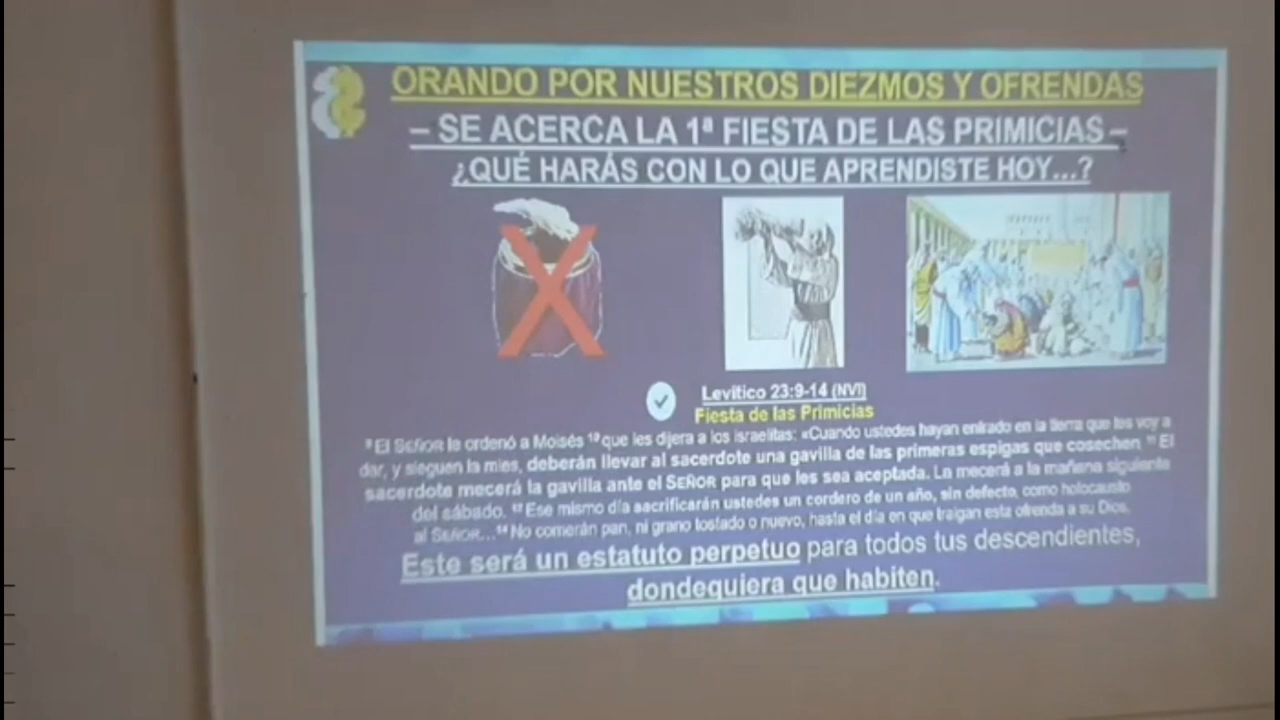 ORANDO POR NUESTROS DIEZMOS Y OFRENDAS
– SE ACERCA LA 1ª FIESTA DE LAS PRIMICIAS –
¿QUÉ HARÁS CON LO QUE APRENDISTE HOY...?
Levítico 23:9-14 (NVI)
Fiesta de las Primicias
⁹ El SEÑOR le ordenó a Moisés ¹⁰ que les dijera a los israelitas: «Cuando ustedes hayan entrado en la tierra que les voy a
dar, y sieguen la mies, deberán llevar al sacerdote una gavilla de las primeras espigas que cosechen. ¹¹ El
sacerdote mecerá la gavilla ante el SEÑOR para que les sea aceptada. La mecerá a la mañana siguiente
del sábado. ¹² Ese mismo día sacrificarán ustedes un cordero de un año, sin defecto, como holocausto
al SEÑOR...¹⁴ No comerán pan, ni grano tostado o nuevo, hasta el día en que traigan esta ofrenda a su Dios.
Este será un estatuto perpetuo para todos tus descendientes,
dondequiera que habiten.